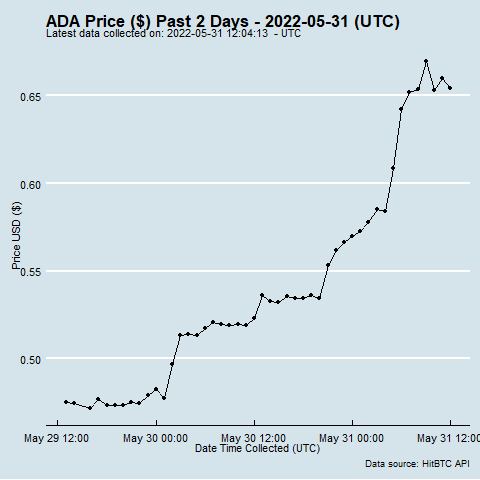 ADA Price ($) Past 2 Days - 2022-05-31 (UTC)
Latest data collected on: 2022-05-31 12:04:13 - UTC
Price USD ($)
0.65
0.60
0.55
0.50
May 29 12:00 May 30 00:00 May 30 12:00 May 31 00:00 May 31 12:00
Date Time Collected (UTC)
Data source: HitBTC API